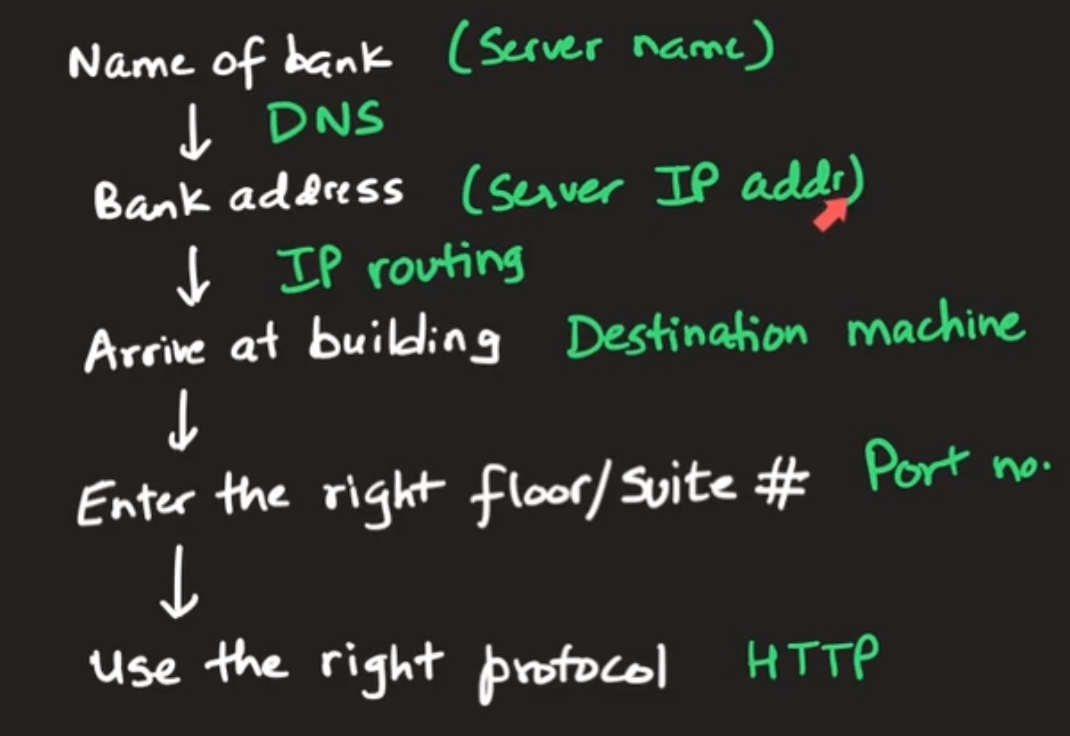 Name of bank (Server name)
↓ DNS
Bank address (Server IP addr)
↓ IP routing
Arrive at building Destination machine
↓
Enter the right floor/suite # Port no.
↓
Use the right protocol HTTP